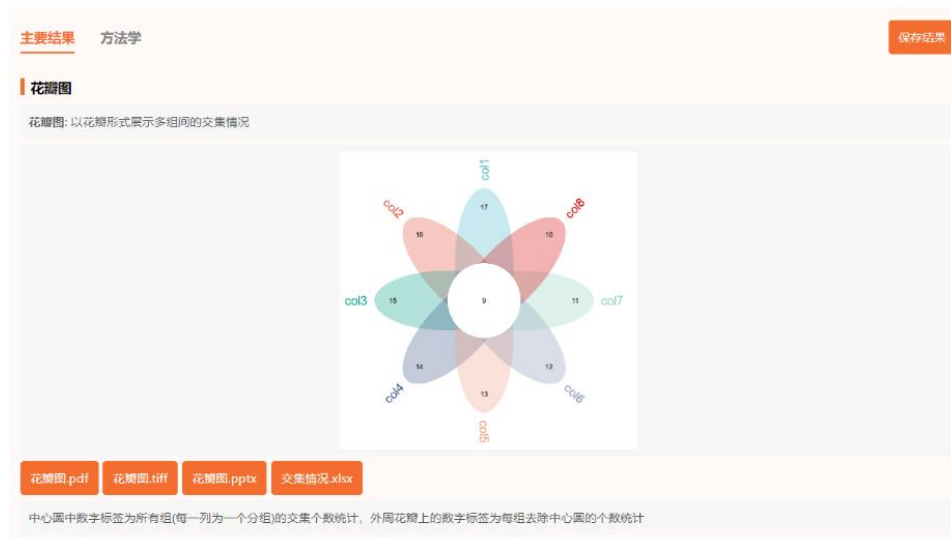 主要结果 方法学
保存结果
花瓣图
花瓣图: 以花瓣形式展示多组间的交集情况
col1
17
col2
col8
16
10
col3
15
9
11
col7
14
12
col4
13
col6
col5
花瓣图.pdf 花瓣图.tiff 花瓣图.pptx 交集情况.xlsx
中心圆中数字标签为所有组(每一列为一个分组)的交集个数统计，外周花瓣上的数字标签为每组去除中心圆的个数统计